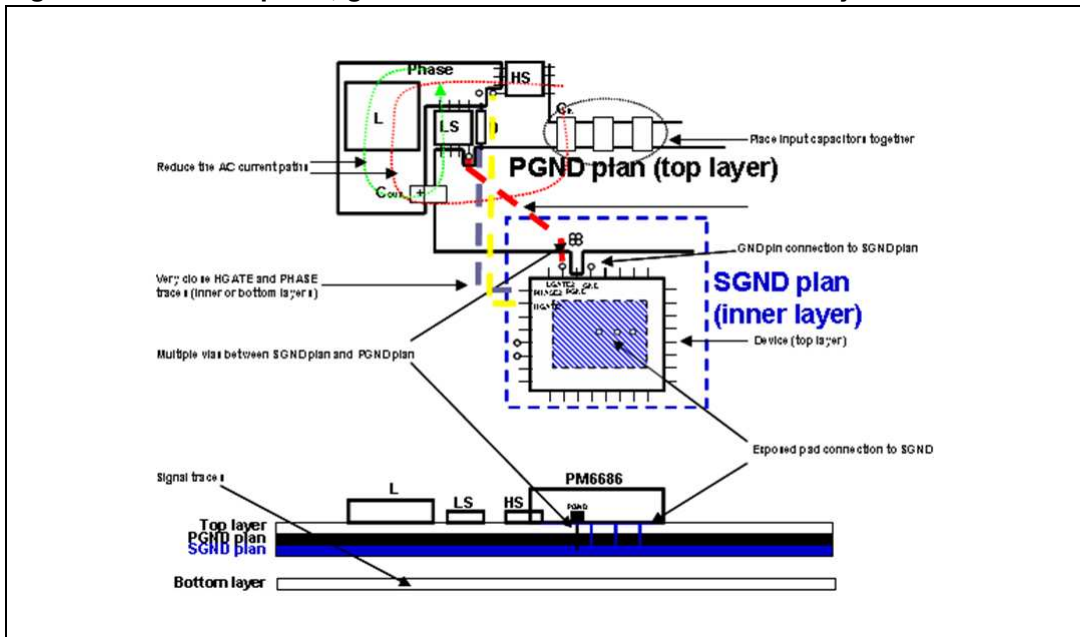 Phase
HS
L
LS
Place input capacitors together
Reduce the AC current paths
PGND plan (top layer)
COUT
+
GND pin connection to SGND plan
Very close HGATE and PHASE
traces (inner or bottom layers)
SGND plan
(inner layer)
LGATE2
PGND
Device (top layer)
Multiple vias between SGND plan and PGND plan
Exposed pad connection to SGND
Signal traces
PM6686
L
LS
HS
PGND
Top layer
PGND plan
SGND plan
Bottom layer